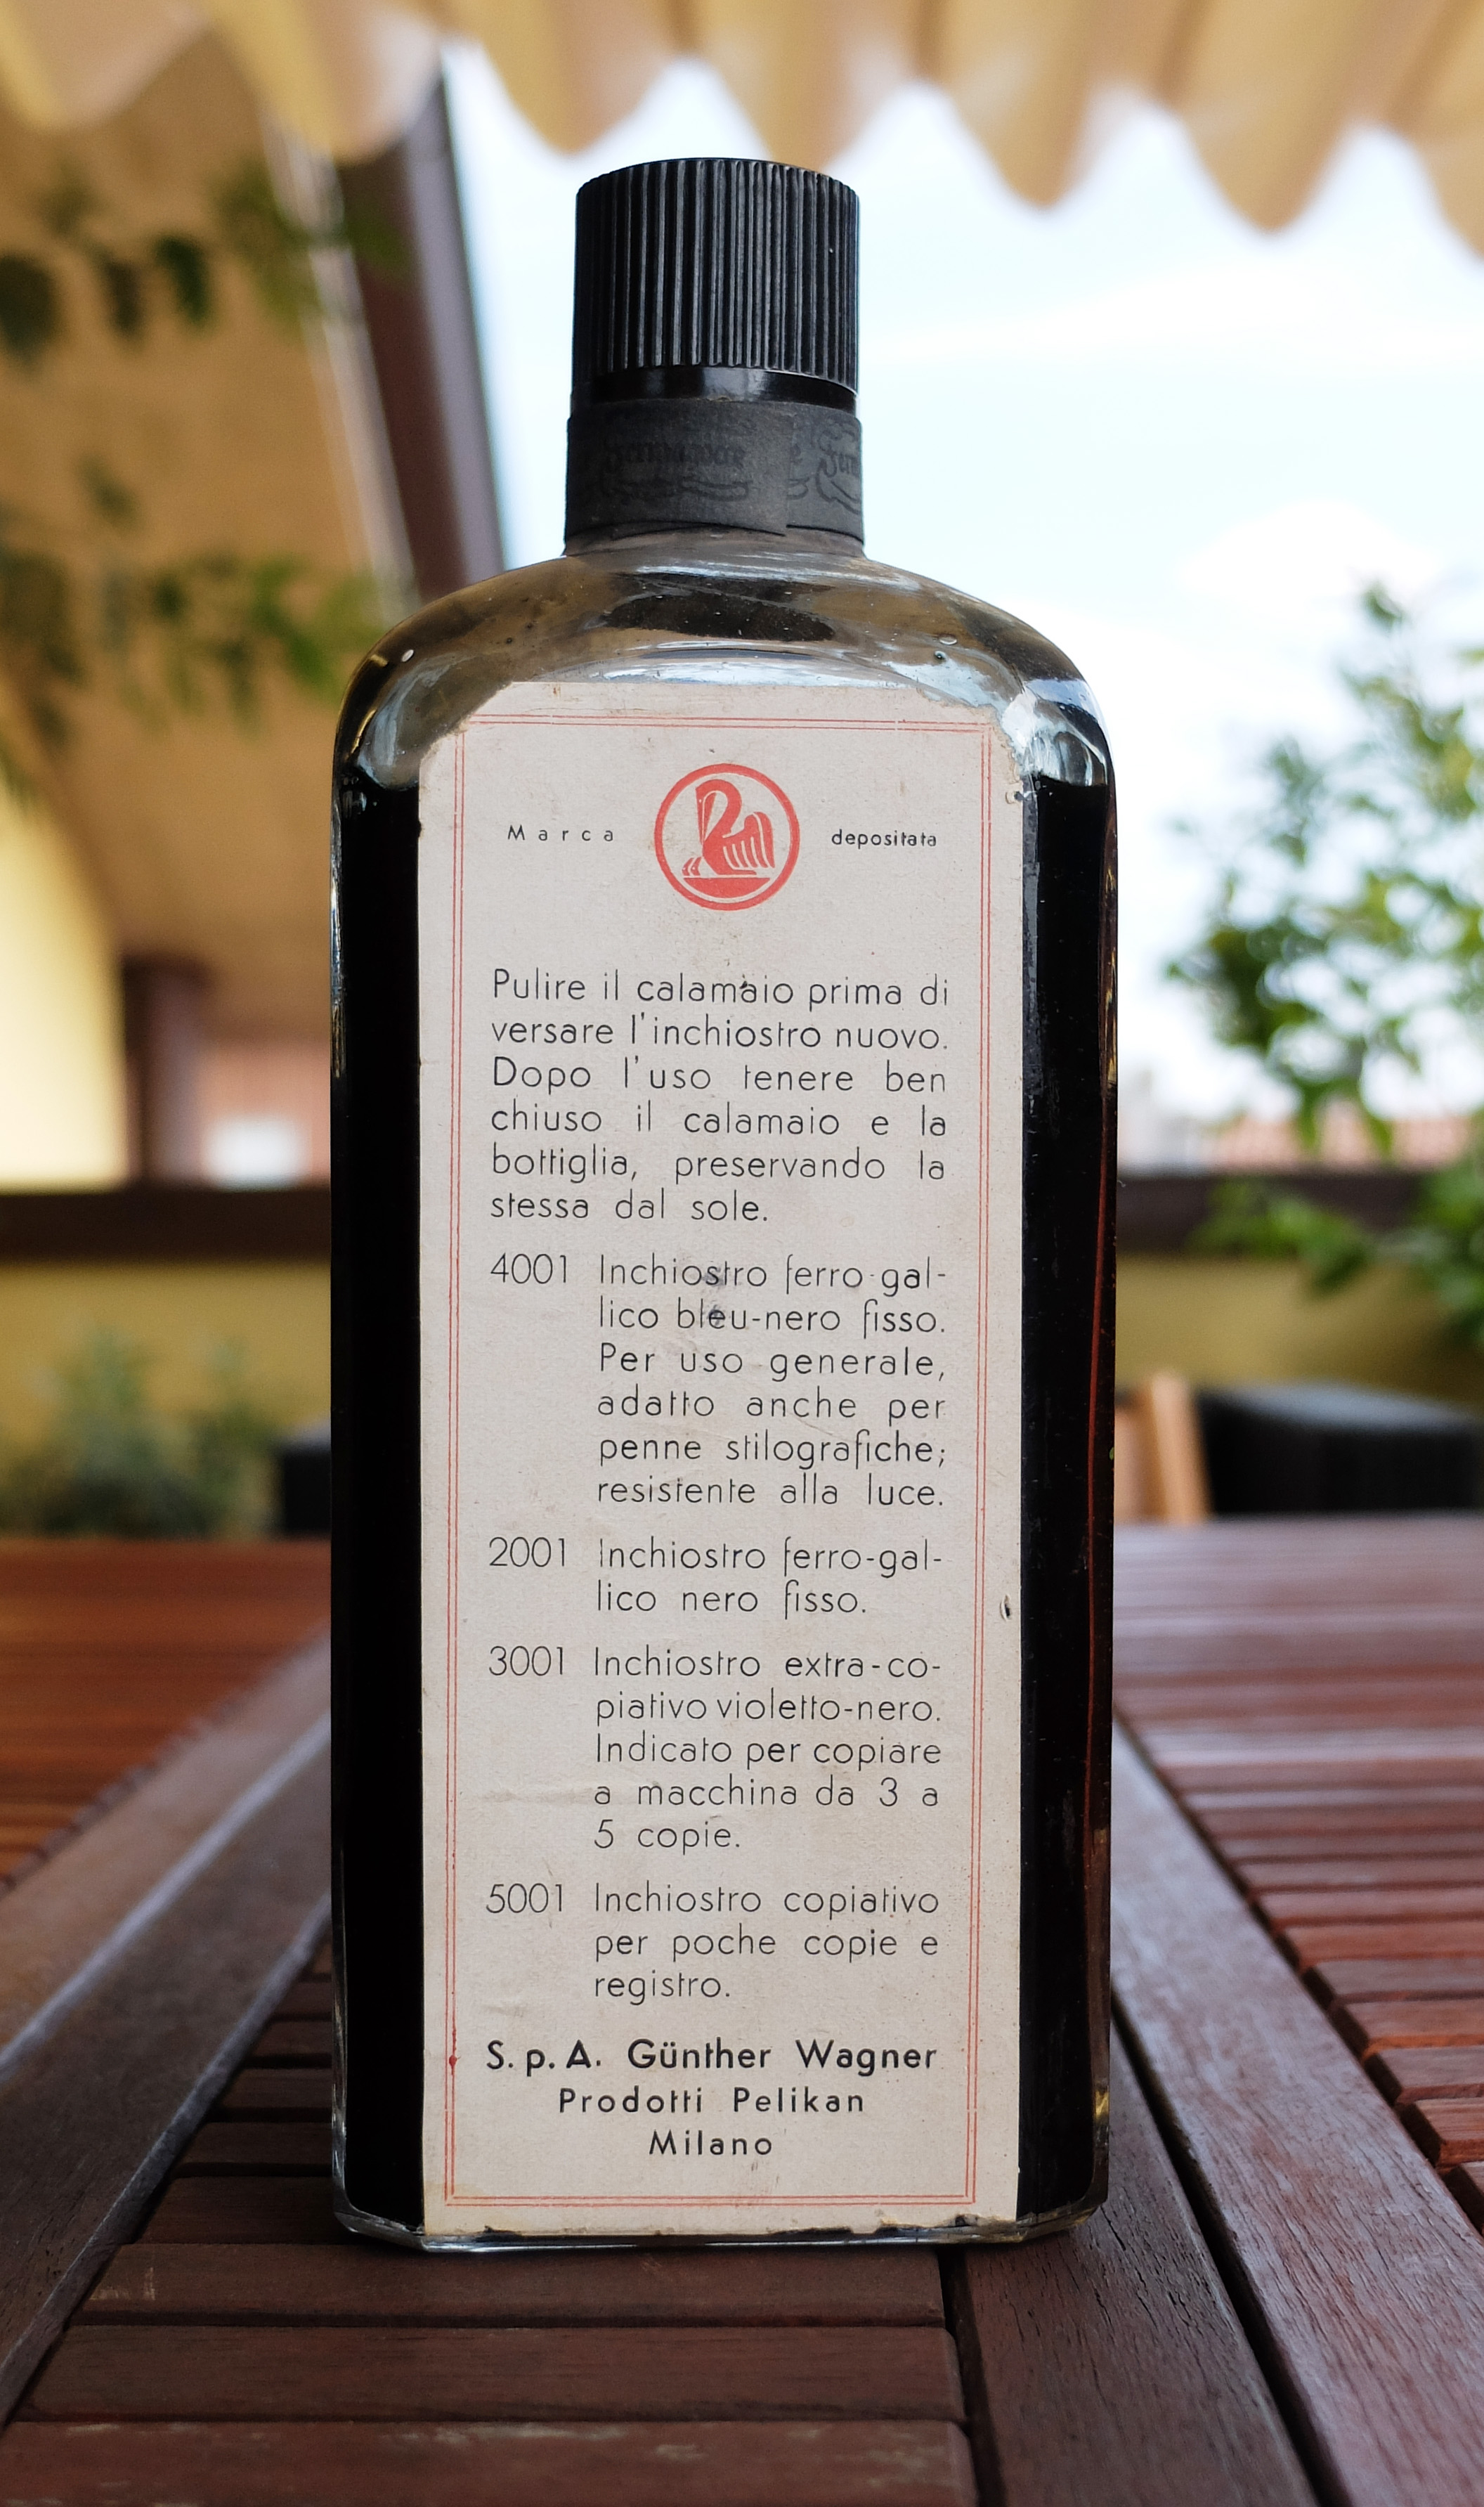 Marca depositata
Pulire il calamaio prima di
versare l'inchiostro nuovo.
Dopo l'uso tenere ben
chiuso il calamaio e la
bottiglia, preservando la
stessa dal sole.
4001 Inchiostro ferro-gal-
lico bleu-nero fisso.
Per uso generale,
adatto anche per
penne stilografiche;
resistente alla luce.
2001 Inchiostro ferro-gal-
lico nero fisso.
3001 Inchiostro extra-co-
piativo violetto-nero.
Indicato per copiare
a macchina da 3 a
5 copie.
5001 Inchiostro copiativo
per poche copie e
registro.
S.p.A. Günther Wagner
Prodotti Pelikan
Milano